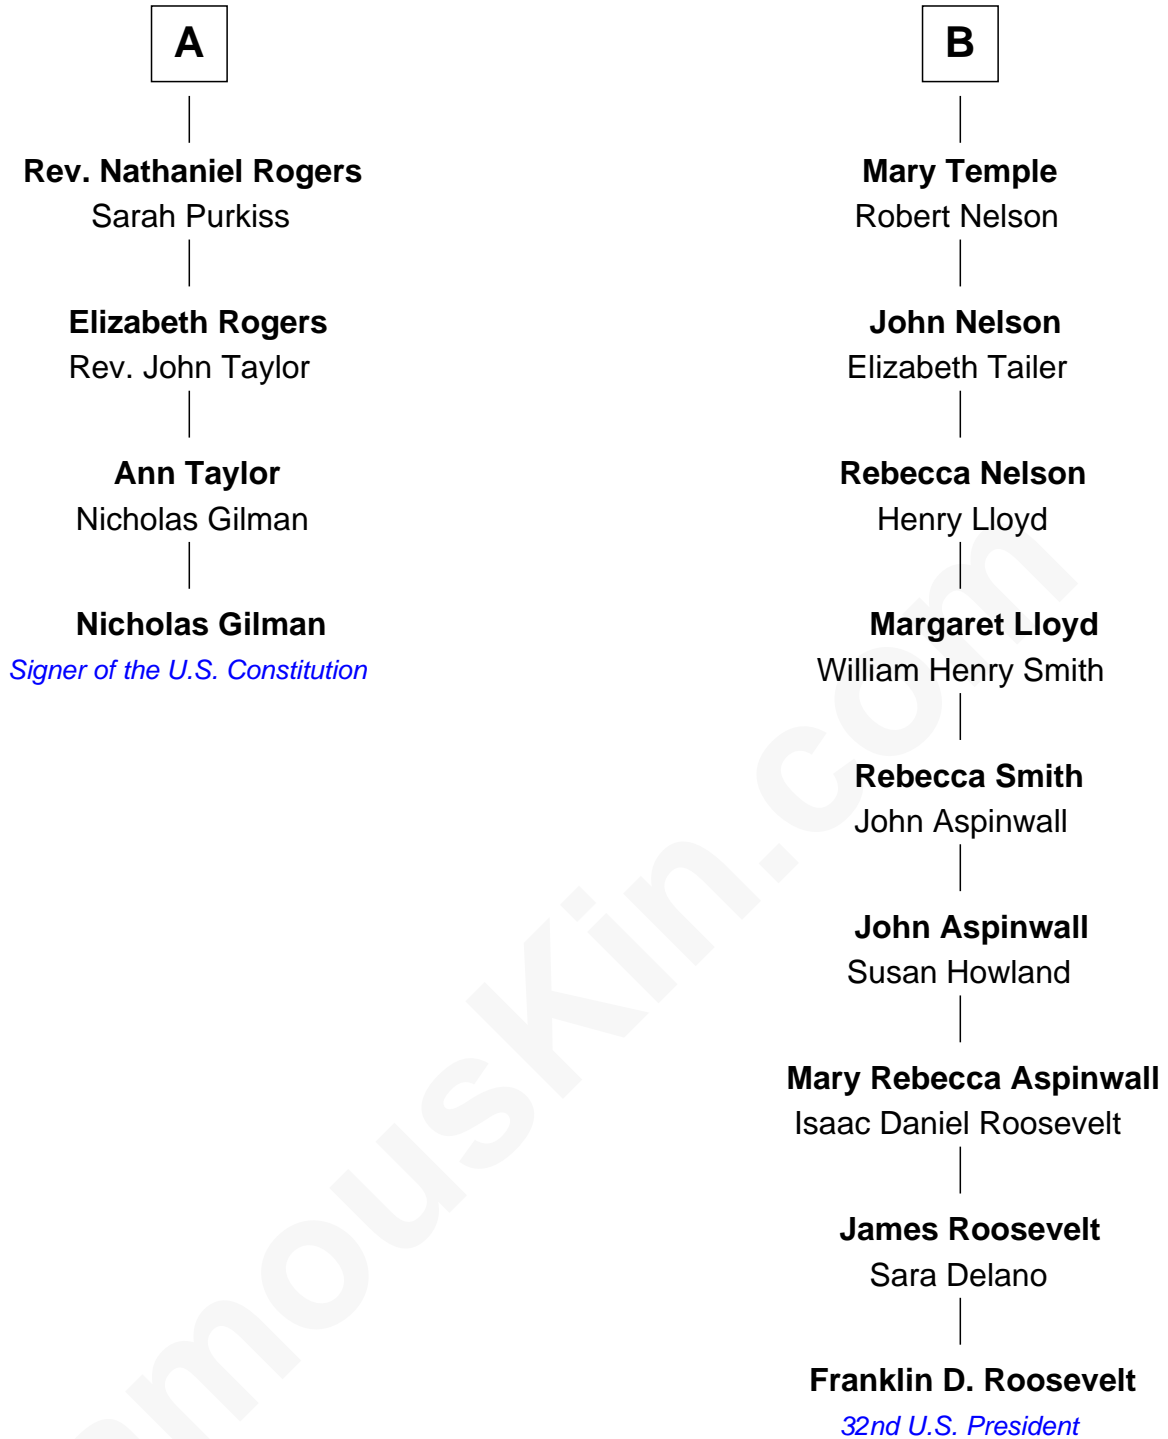 A
Rev. Nathaniel Rogers
Sarah Purkiss
Elizabeth Rogers
Rev. John Taylor
Ann Taylor
Nicholas Gilman
Nicholas Gilman
Signer of the U.S. Constitution
B
Mary Temple
Robert Nelson
John Nelson
Elizabeth Tailer
Rebecca Nelson
Henry Lloyd
Margaret Lloyd
William Henry Smith
Rebecca Smith
John Aspinwall
John Aspinwall
Susan Howland
Mary Rebecca Aspinwall
Isaac Daniel Roosevelt
James Roosevelt
Sara Delano
Franklin D. Roosevelt
32nd U.S. President
mouskin.com